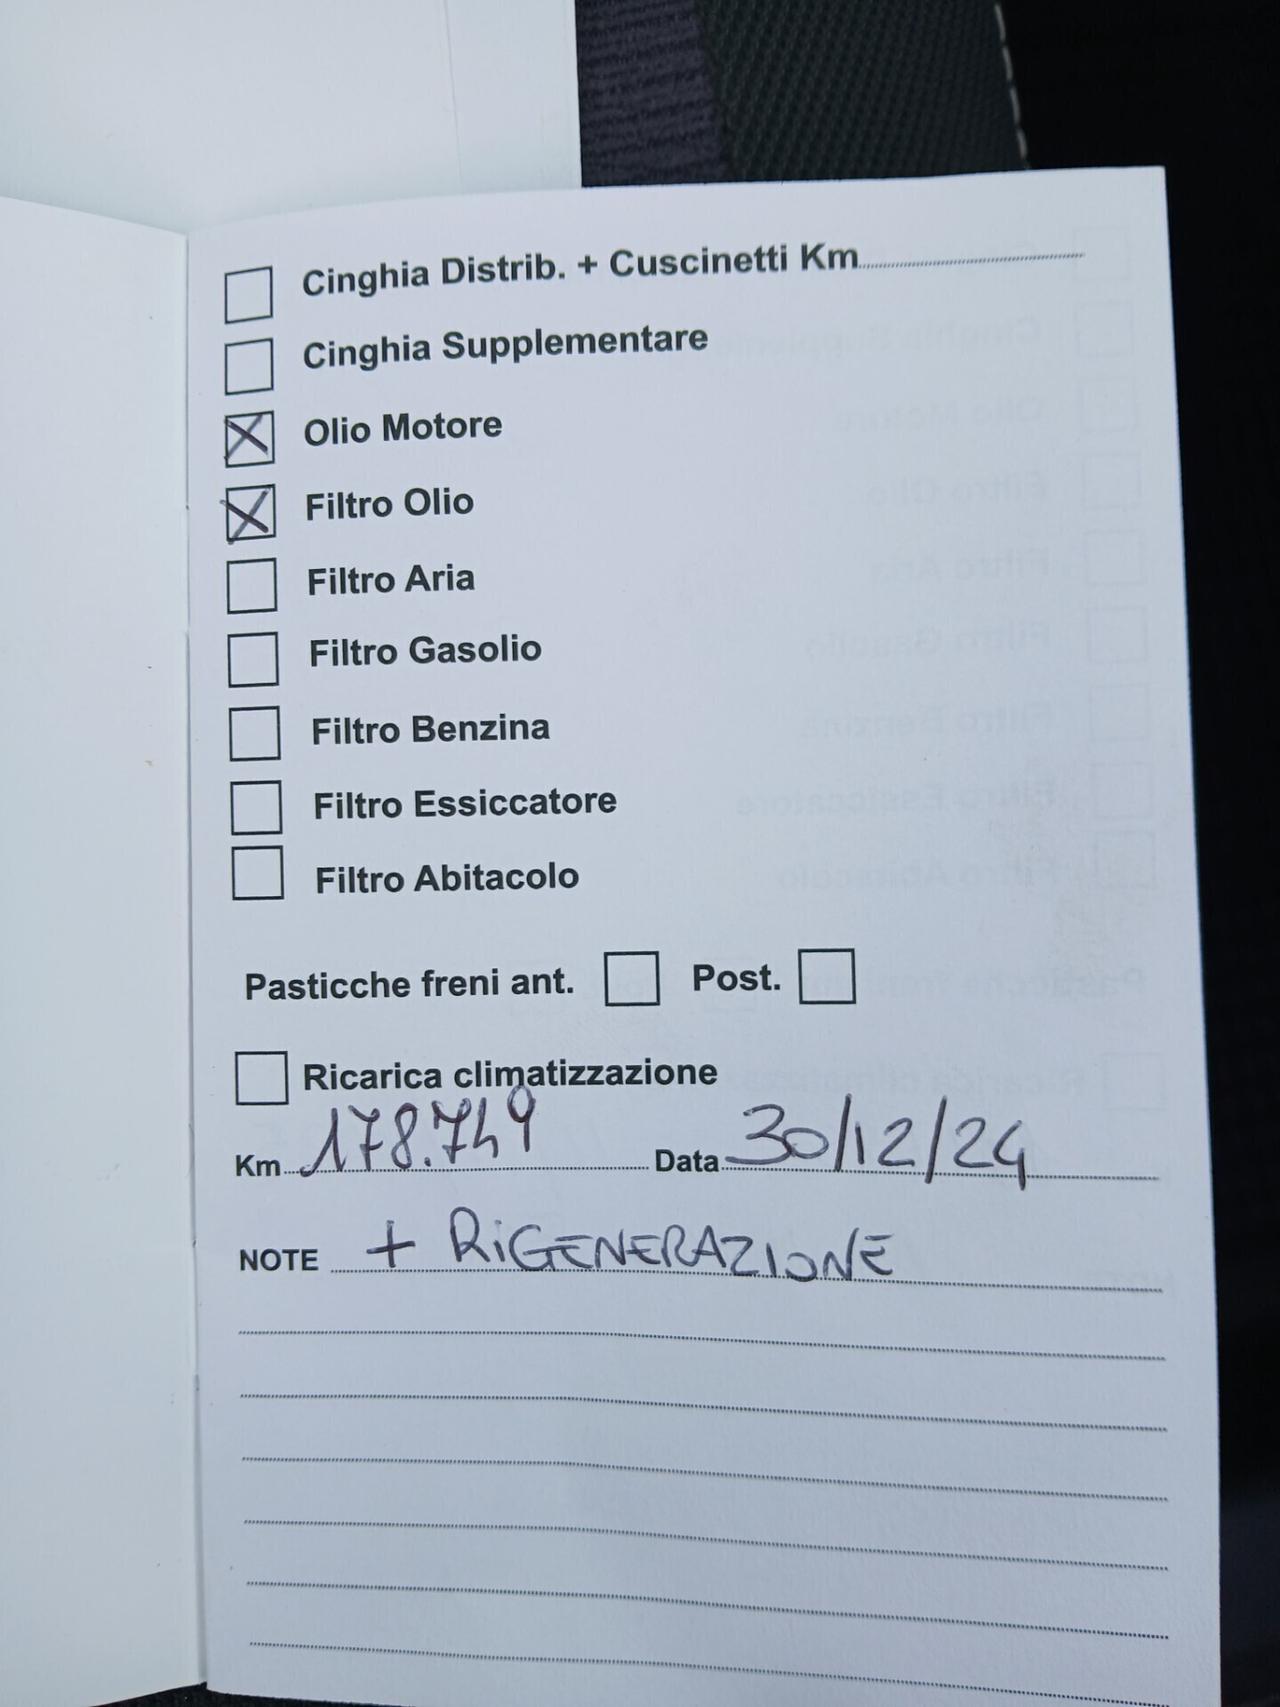 Cinghia Distrib. + Cuscinetti Km
Cinghia Supplementare
Olio Motore
Filtro Olio
Filtro Aria
Filtro Gasolio
Filtro Benzina
Filtro Essiccatore
Filtro Abitacolo
Pasticche freni ant. Post.
Ricarica climatizzazione
Km 178.749 Data 30/12/24
NOTE + RiGENERAZIONE